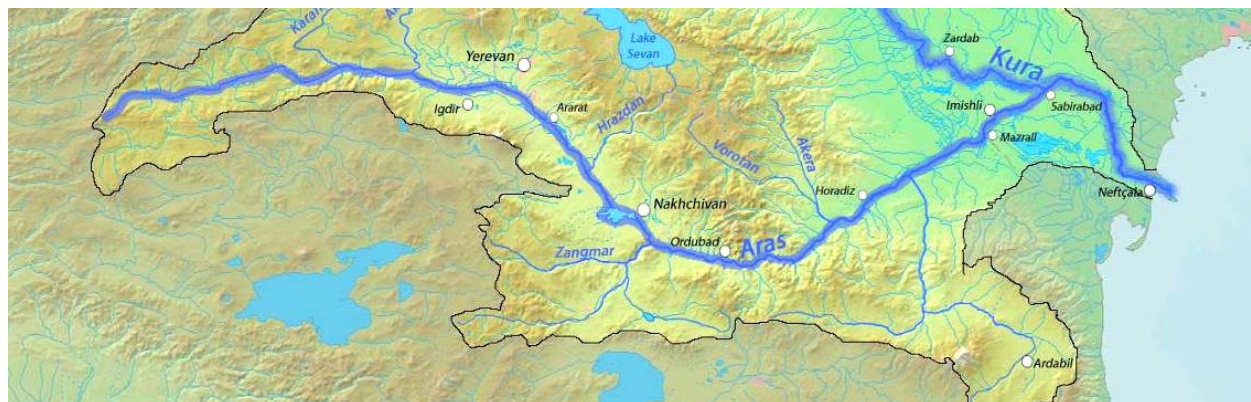 Karan
Lake
Sevan
Zardab
Kura
Yerevan
Igdir
Ararat
Hrazdan
Imishli
Sabirabad
Mazrall
Vorotan
Akera
Horadiz
Neftçala
Nakhchivan
Ordubad
Aras
Zangmar
Ardabil